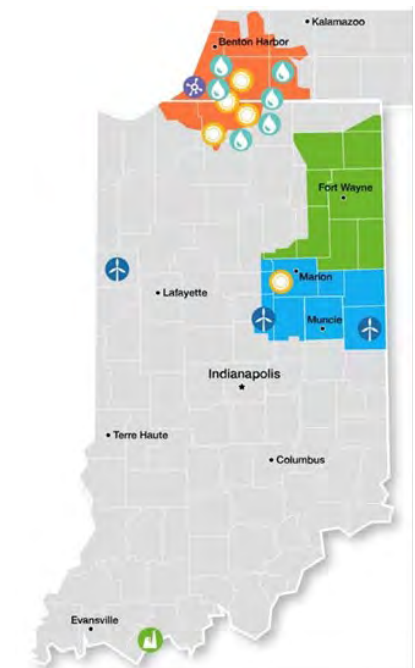 Kalamazoo
Benton Harbor
Fort Wayne
Marion
Lafayette
Muncie
Indianapolis
Terre Haute
Columbus
Evansville